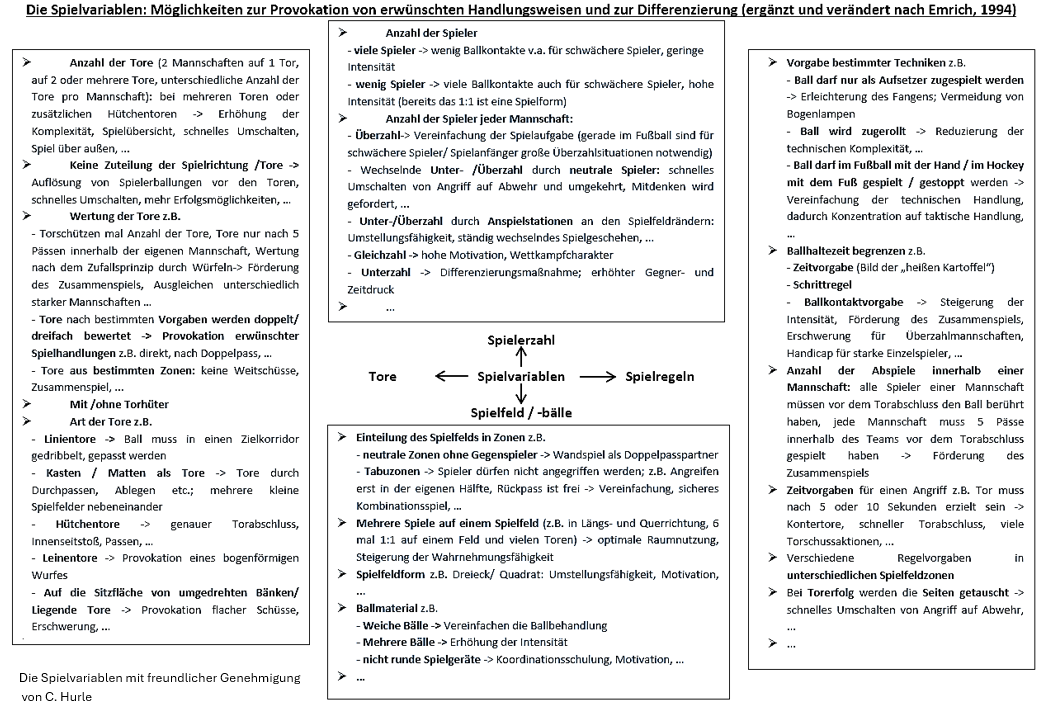 Die Spielvariablen: Möglichkeiten zur Provokation von erwünschten Handlungsweisen und zur Differenzierung (ergänzt und verändert nach Emrich, 1994)
➢ Anzahl der Tore (2 Mannschaften auf 1 Tor,
auf 2 oder mehrere Tore, unterschiedliche Anzahl der
Tore pro Mannschaft): bei mehreren Toren oder
zusätzlichen Hütchentoren -> Erhöhung der
Komplexität, Spielübersicht, schnelles Umschalten,
Spiel über außen, ...
➢ Keine Zuteilung der Spielrichtung /Tore ->
Auflösung von Spielerballungen vor den Toren,
schnelles Umschalten, mehr Erfolgsmöglichkeiten, ...
➢ Wertung der Tore z.B.
- Torschützen mal Anzahl der Tore, Tore nur nach 5
Pässen innerhalb der eigenen Mannschaft, Wertung
nach dem Zufallsprinzip durch Würfeln-> Förderung
des Zusammenspiels, Ausgleichen unterschiedlich
starker Mannschaften ...
- Tore nach bestimmten Vorgaben werden doppelt/
dreifach bewertet -> Provokation erwünschter
Spielhandlungen z.B. direkt, nach Doppelpass, ...
- Tore aus bestimmten Zonen: keine Weitschüsse,
Zusammenspiel, ...
➢ Mit /ohne Torhüter
➢ Art der Tore z.B.
- Linientore -> Ball muss in einen Zielkorridor
gedribbelt, gepasst werden
- Kasten / Matten als Tore -> Tore durch
Durchpassen, Ablegen etc.; mehrere kleine
Spielfelder nebeneinander
- Hütchentore -> genauer Torabschluss,
Innenseitstoß, Passen, ...
- Leinentore -> Provokation eines bogenförmigen
Wurfes
- Auf die Sitzfläche von umgedrehten Bänken/
Liegende Tore -> Provokation flacher Schüsse,
Erschwerung, ...
➢ Anzahl der Spieler
- viele Spieler -> wenig Ballkontakte v.a. für schwächere Spieler, geringe
Intensität
- wenig Spieler -> viele Ballkontakte auch für schwächere Spieler, hohe
Intensität (bereits das 1:1 ist eine Spielform)
➢ Anzahl der Spieler jeder Mannschaft:
- Überzahl-> Vereinfachung der Spielaufgabe (gerade im Fußball sind für
schwächere Spieler/ Spielanfänger große Überzahlsituationen notwendig)
- Wechselnde Unter- /Überzahl durch neutrale Spieler: schnelles
Umschalten von Angriff auf Abwehr und umgekehrt, Mitdenken wird
gefordert, ...
- Unter-/Überzahl durch Anspielstationen an den Spielfeldrändern:
Umstellungsfähigkeit, ständig wechselndes Spielgeschehen, ...
- Gleichzahl -> hohe Motivation, Wettkampfcharakter
- Unterzahl -> Differenzierungsmaßnahme; erhöhter Gegner- und
Zeitdruck
➢ ...
Spielerzahl
Tore
Spielvariablen
Spielregeln
Spielfeld / -bälle
➢ Einteilung des Spielfelds in Zonen z.B.
- neutrale Zonen ohne Gegenspieler -> Wandspiel als Doppelpasspartner
- Tabuzonen -> Spieler dürfen nicht angegriffen werden; z.B. Angreifen
erst in der eigenen Hälfte, Rückpass ist frei -> Vereinfachung, sicheres
Kombinationsspiel, ...
➢ Mehrere Spiele auf einem Spielfeld (z.B. in Längs- und Querrichtung, 6
mal 1:1 auf einem Feld und vielen Toren) -> optimale Raumnutzung,
Steigerung der Wahrnehmungsfähigkeit
➢ Spielfeldform z.B. Dreieck/ Quadrat: Umstellungsfähigkeit, Motivation,
...
➢ Ballmaterial z.B.
- Weiche Bälle -> Vereinfachen die Ballbehandlung
- Mehrere Bälle -> Erhöhung der Intensität
- nicht runde Spielgeräte -> Koordinationsschulung, Motivation, ...
➢ ...
➢ Vorgabe bestimmter Techniken z.B.
- Ball darf nur als Aufsetzer zugespielt werden
-> Erleichterung des Fangens; Vermeidung von
Bogenlampen
- Ball wird zugerollt -> Reduzierung der
technischen Komplexität, ...
- Ball darf im Fußball mit der Hand / im Hockey
mit dem Fuß gespielt / gestoppt werden ->
Vereinfachung der technischen Handlung,
dadurch Konzentration auf taktische Handlung,
...
➢ Ballhaltezeit begrenzen z.B.
- Zeitvorgabe (Bild der „heißen Kartoffel“)
- Schrittregel
- Ballkontaktvorgabe -> Steigerung der
Intensität, Förderung des Zusammenspiels,
Erschwerung für Überzahlmannschaften,
Handicap für starke Einzelspieler, ...
➢ Anzahl der Abspiele innerhalb einer
Mannschaft: alle Spieler einer Mannschaft
müssen vor dem Torabschluss den Ball berührt
haben, jede Mannschaft muss 5 Pässe
innerhalb des Teams vor dem Torabschluss
gespielt haben -> Förderung des
Zusammenspiels
➢ Zeitvorgaben für einen Angriff z.B. Tor muss
nach 5 oder 10 Sekunden erzielt sein ->
Kontertore, schneller Torabschluss, viele
Torschussaktionen, ...
➢ Verschiedene Regelvorgaben in
unterschiedlichen Spielfeldzonen
➢ Bei Torerfolg werden die Seiten getauscht ->
schnelles Umschalten von Angriff auf Abwehr,
...
➢ ...
Die Spielvariablen mit freundlicher Genehmigung
von C. Hurle